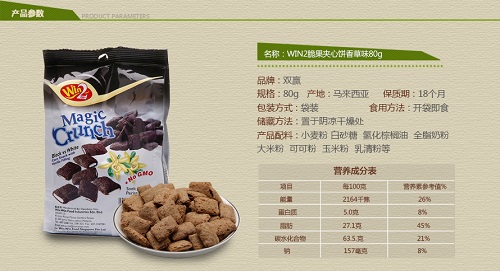 产品参数 PRODUCT PARAMETERS
名称：WIN2脆果夹心饼香草味80g
品牌：双赢
规格：80g 产地：马来西亚 保质期：18个月
包装方式：袋装 食用方法：开袋即食
储藏方法：置于阴凉干燥处
产品配料：小麦粉 白砂糖 氢化棕榈油 全脂奶粉
大米粉 可可粉 玉米粉 乳清粉等
营养成分表
项目 每100克 营养素参考值%
能量 2164千焦 26%
蛋白质 5.0克 8%
脂肪 27.1克 45%
碳水化合物 63.5克 21%
钠 157毫克 8%
Win2
Magic
Crunch
Black n White
No GMO